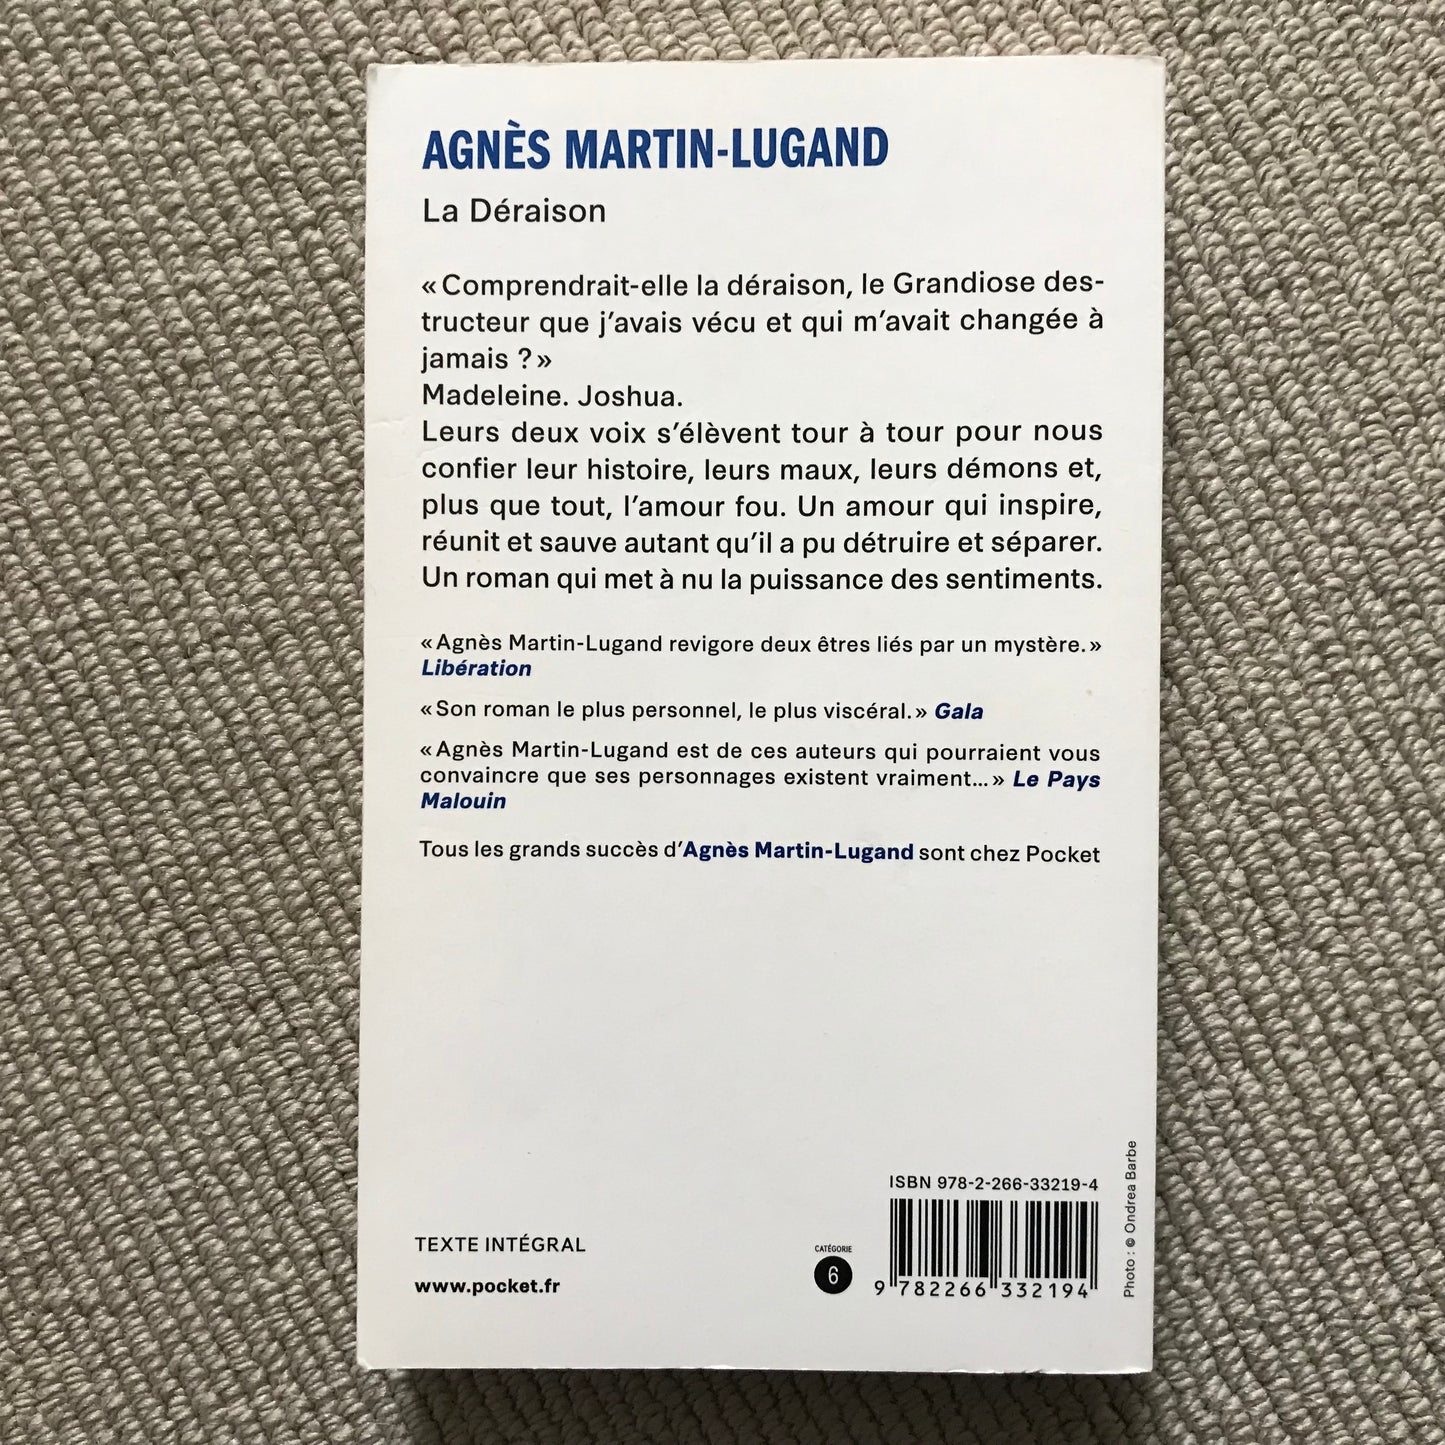 AGNÈS MARTIN-LUGAND
La Déraison
« Comprendrait-elle la déraison, le Grandiose des-
tructeur que j’avais vécu et qui m’avait changée à
jamais ? »
Madeleine. Joshua.
Leurs deux voix s’élèvent tour à tour pour nous
confier leur histoire, leurs maux, leurs démons et,
plus que tout, l’amour fou. Un amour qui inspire,
réunit et sauve autant qu’il a pu détruire et séparer.
Un roman qui met à nu la puissance des sentiments.
« Agnès Martin-Lugand revigore deux êtres liés par un mystère. »
Libération
« Son roman le plus personnel, le plus viscéral. » Gala
« Agnès Martin-Lugand est de ces auteurs qui pourraient vous
convaincre que ses personnages existent vraiment... » Le Pays
Malouin
Tous les grands succès d’Agnès Martin-Lugand sont chez Pocket
TEXTE INTÉGRAL
www.pocket.fr
CATÉGORIE
6
ISBN 978-2-266-33219-4
9 782266 332194
Photo : © Ondrea Barbe